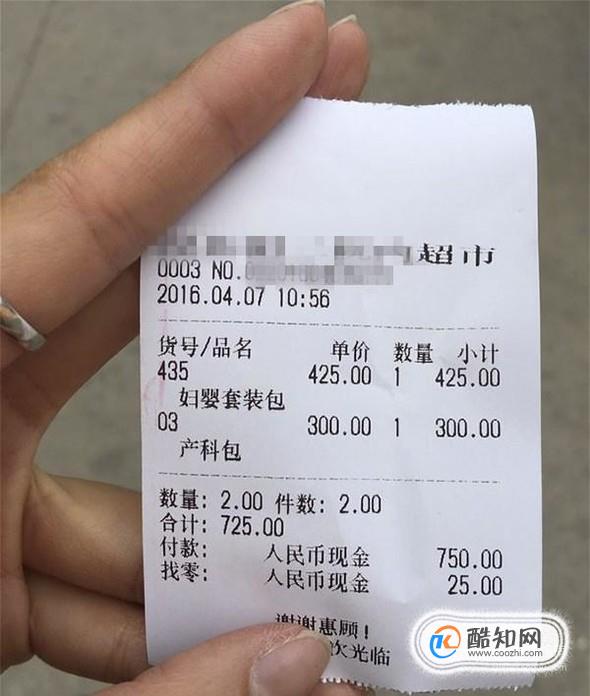 超市
0003 NO.
2016.04.07 10:56
货号/品名 单价 数量 小计
435 425.00 1 425.00
妇婴套装包
03 300.00 1 300.00
产科包
数量: 2.00 件数: 2.00
合计: 725.00
付款: 人民币现金 750.00
找零: 人民币现金 25.00
谢谢惠顾!
次光临
酷知网
www.coozhi.com